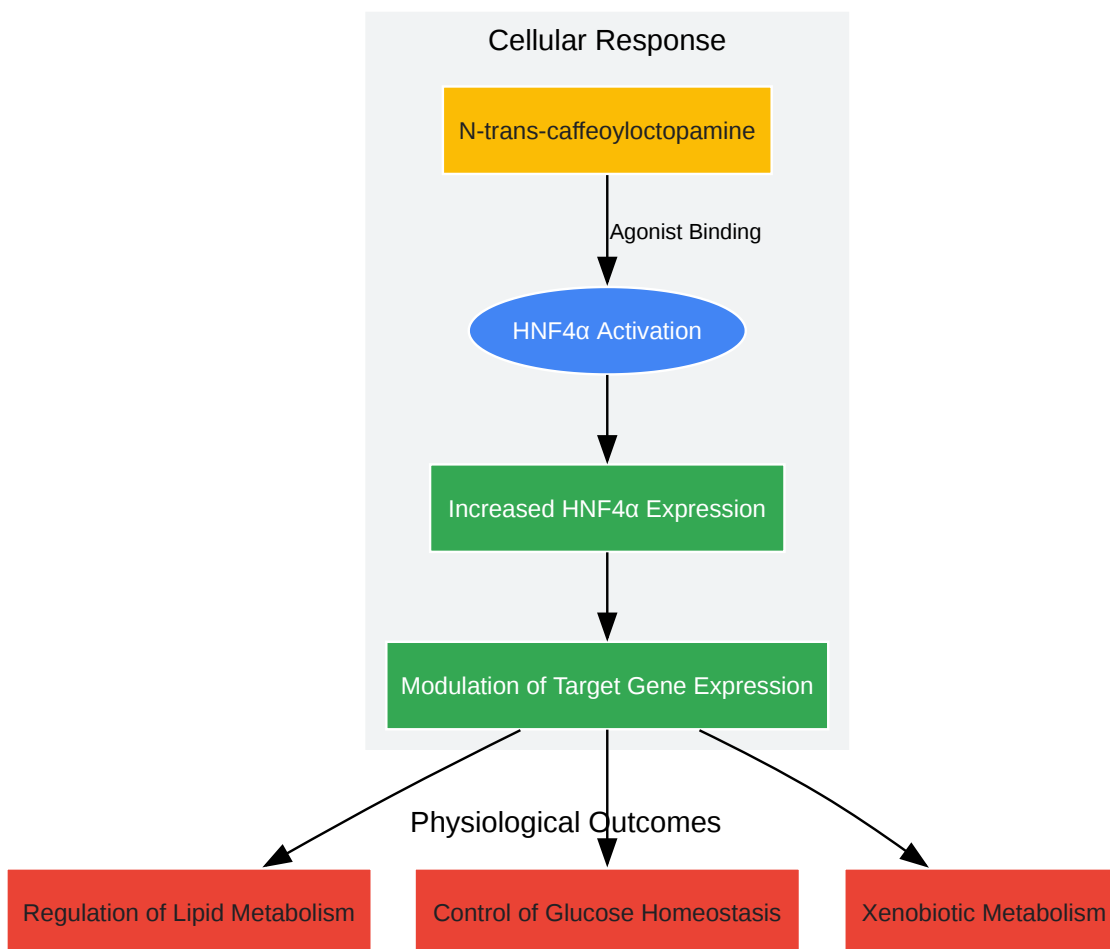 Cellular Response
N-trans-caffeoyloctopamine
Agonist Binding
HNF4α Activation
Increased HNF4α Expression
Modulation of Target Gene Expression
Physiological Outcomes
Regulation of Lipid Metabolism
Control of Glucose Homeostasis
Xenobiotic Metabolism